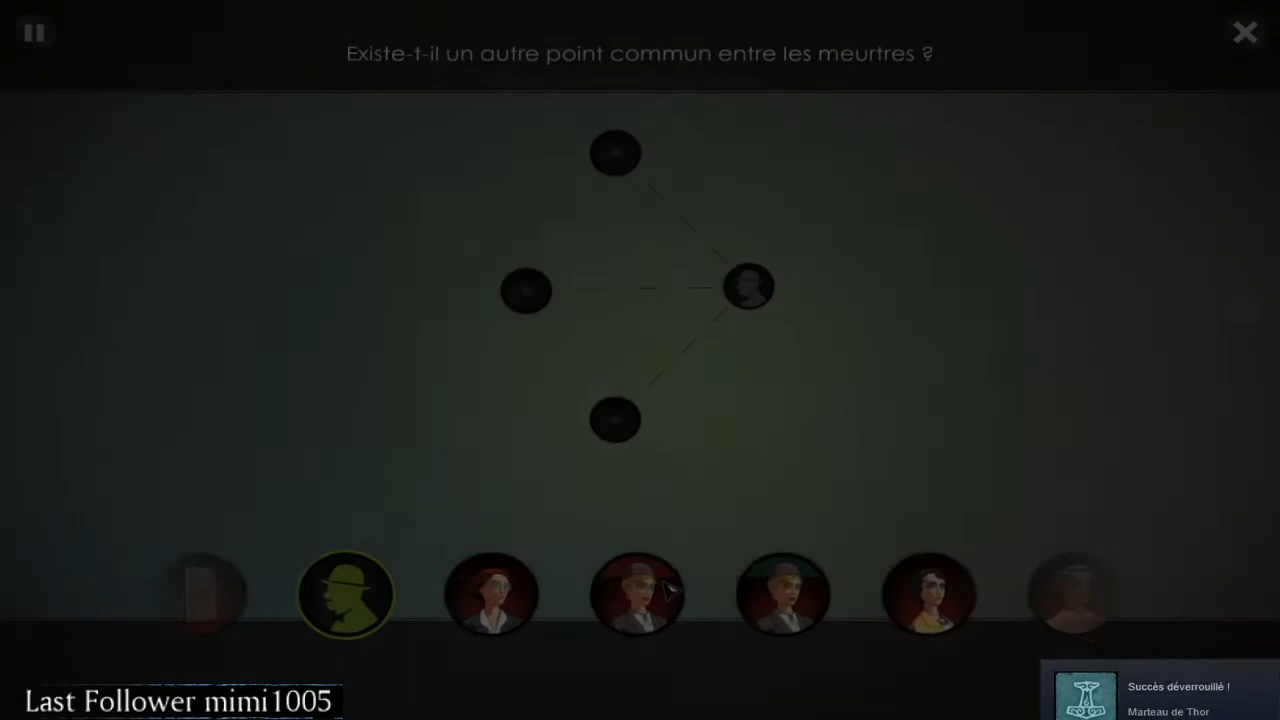 Existe-t-il un autre point commun entre les meurtres ?
Last Follower mimi1005
Succès déverrouillé !
Marteau de Thor